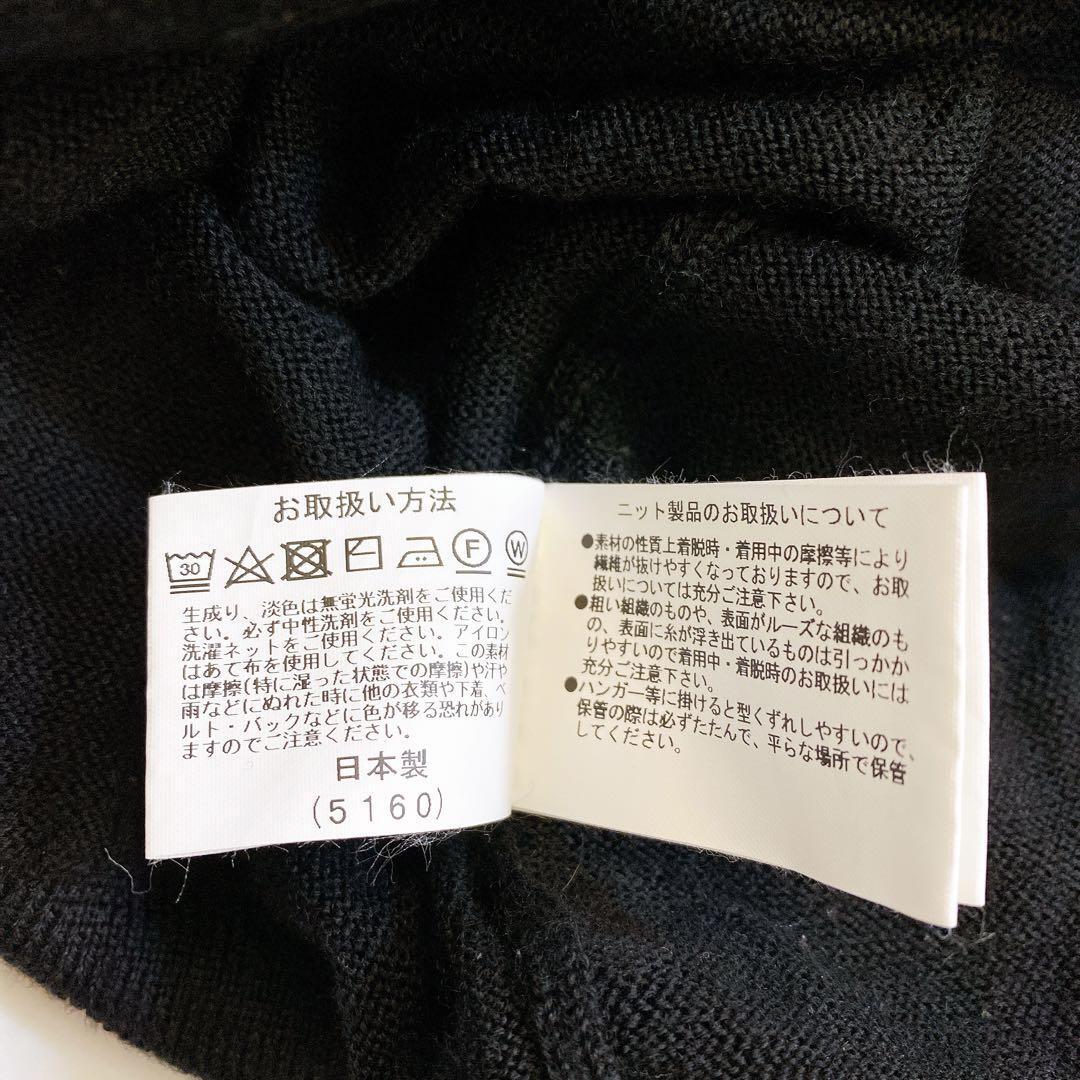 お取扱い方法
30 F W
生成り、淡色は無蛍光洗剤をご使用くだ
さい。必ず中性洗剤をご使用ください。
洗濯ネットをご使用ください。アイロン
はあて布を使用してください。この素材
は摩擦(特に湿った状態での摩擦)や汗や
雨などにぬれた時に他の衣類や下着、ベ
ルト・バックなどに色が移る恐れがあり
ますのでご注意ください。
日本製
(5160)
ニット製品のお取扱いについて
●素材の性質上着脱時・着用中の摩擦等により
繊維が抜けやすくなっておりますので、お取
扱いについては充分ご注意下さい。
●粗い組織のものや、表面がルーズな組織のも
の、表面に糸が浮き出ているものは引っかか
りやすいので着用中・着脱時のお取扱いには
充分ご注意下さい。
●ハンガー等に掛けると型くずれしやすいので、
保管の際は必ずたたんで、平らな場所で保管
してください。